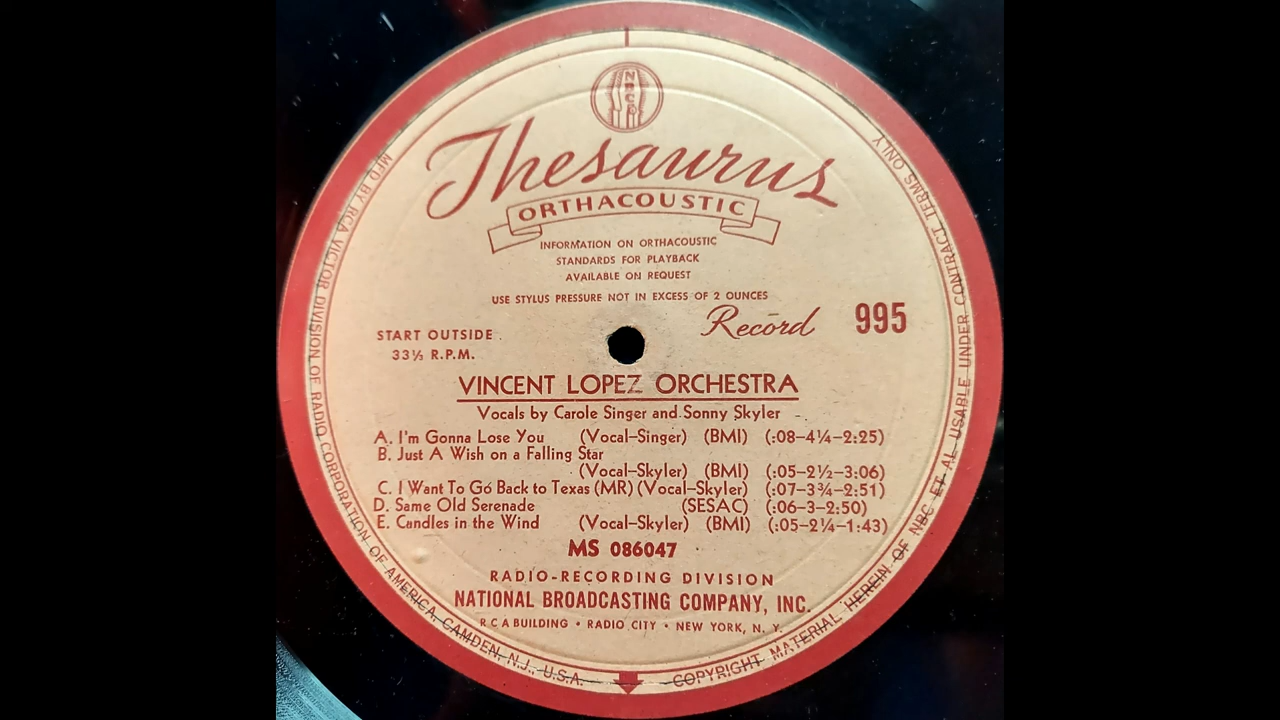 NBC
Thesaurus
ORTHACOUSTIC
INFORMATION ON ORTHACOUSTIC
STANDARDS FOR PLAYBACK
AVAILABLE ON REQUEST
USE STYLUS PRESSURE NOT IN EXCESS OF 2 OUNCES
Record 995
START OUTSIDE
33⅓ R.P.M.
VINCENT LOPEZ ORCHESTRA
Vocals by Carole Singer and Sonny Skyler
A. I'm Gonna Lose You (Vocal-Singer) (BMI) (:08-4¼-2:25)
B. Just A Wish on a Falling Star
(Vocal-Skyler) (BMI) (:05-2½-3:06)
C. I Want To Go Back to Texas (MR) (Vocal-Skyler) (:07-3¾-2:51)
D. Same Old Serenade (SESAC) (:06-3-2:50)
E. Candles in the Wind (Vocal-Skyler) (BMI) (:05-2¼-1:43)
MS 086047
RADIO-RECORDING DIVISION
NATIONAL BROADCASTING COMPANY, INC.
RCA BUILDING • RADIO CITY • NEW YORK, N. Y.
MFD BY RCA VICTOR DIVISION OF RADIO CORPORATION OF AMERICA, CAMDEN, N.J., U.S.A.
COPYRIGHT MATERIAL HEREIN OF NBC ET AL USABLE UNDER CONTRACT TERMS ONLY